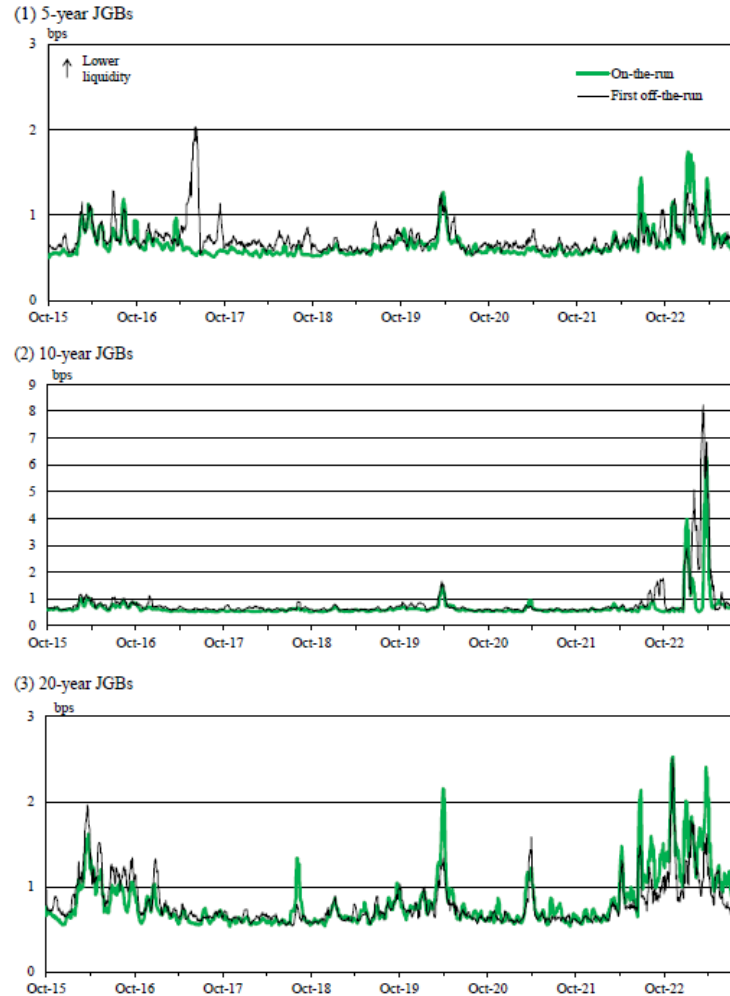 (1) 5-year JGBs
bps
3
↑ Lower
liquidity
On-the-run
First off-the-run
2
1
0
Oct-15 Oct-16 Oct-17 Oct-18 Oct-19 Oct-20 Oct-21 Oct-22
(2) 10-year JGBs
bps
9
8
7
6
5
4
3
2
1
0
Oct-15 Oct-16 Oct-17 Oct-18 Oct-19 Oct-20 Oct-21 Oct-22
(3) 20-year JGBs
bps
3
2
1
0
Oct-15 Oct-16 Oct-17 Oct-18 Oct-19 Oct-20 Oct-21 Oct-22